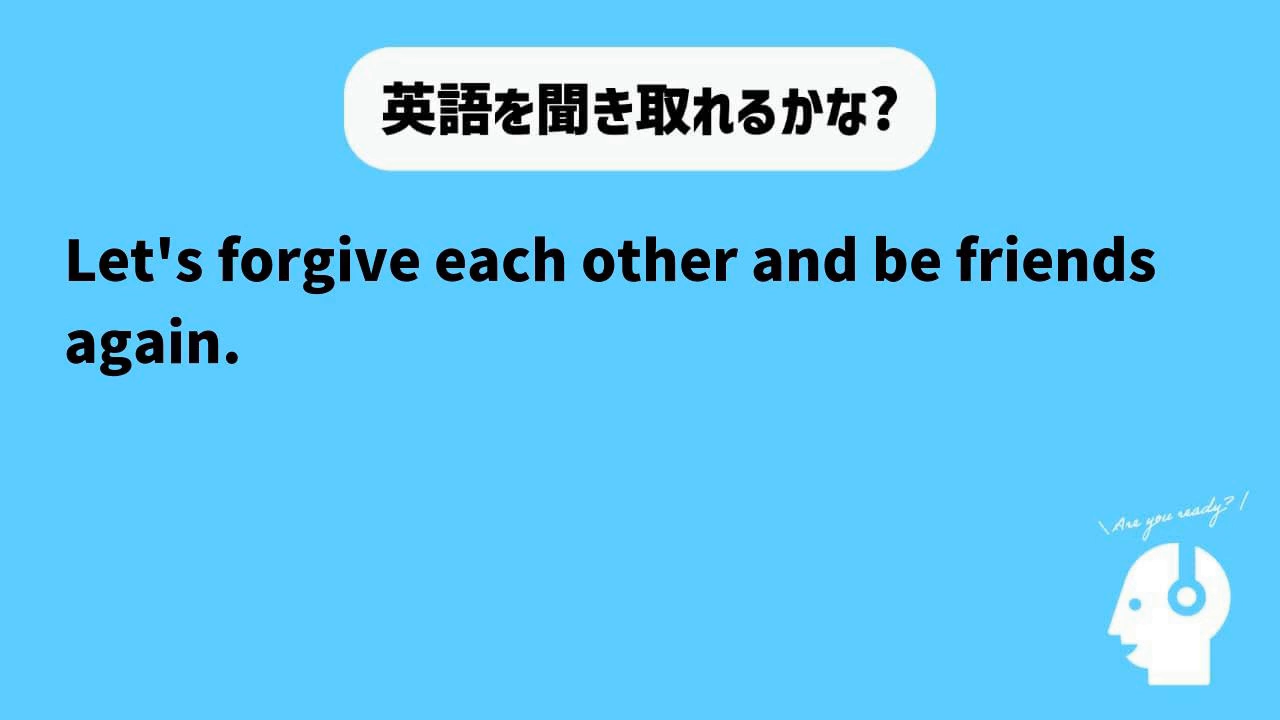 英語を聞き取れるかな?
Let's forgive each other and be friends
again.
\ Are you ready? /